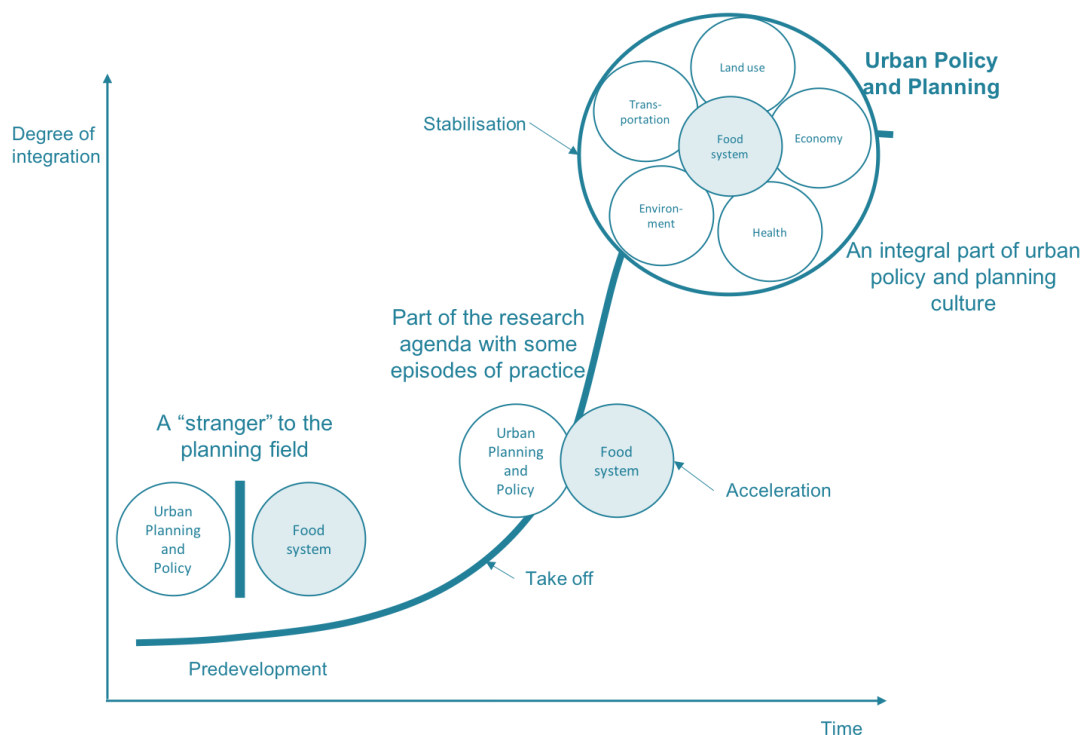 Urban Policy
and Planning
Land use
Trans-
portation
Food
system
Economy
Environ-
ment
Health
Stabilisation
Degree of
integration
An integral part of urban
policy and planning
culture
Part of the research
agenda with some
episodes of practice
A “stranger” to the
planning field
Urban
Planning
and
Policy
Food
system
Urban
Planning
and
Policy
Food
system
Acceleration
Take off
Predevelopment
Time